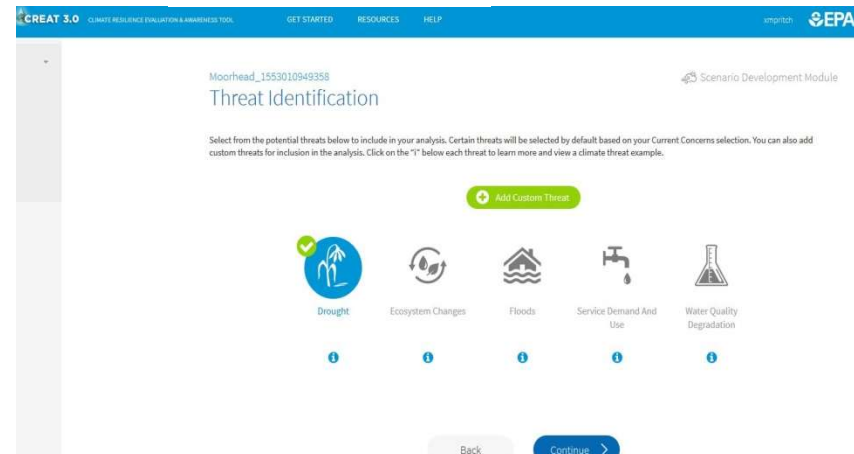 CREAT 3.0 CLIMATE RESILIENCE EVALUATION & AWARENESS TOOL GET STARTED RESOURCES HELP xmpritch EPA
Moorhead_1553010949358
Scenario Development Module
Threat Identification
Select from the potential threats below to include in your analysis. Certain threats will be selected by default based on your Current Concerns selection. You can also add
custom threats for inclusion in the analysis. Click on the "i" below each threat to learn more and view a climate threat example.
Add Custom Threat
Drought Ecosystem Changes Floods Service Demand And Use Water Quality Degradation
i i i i i
Back Continue